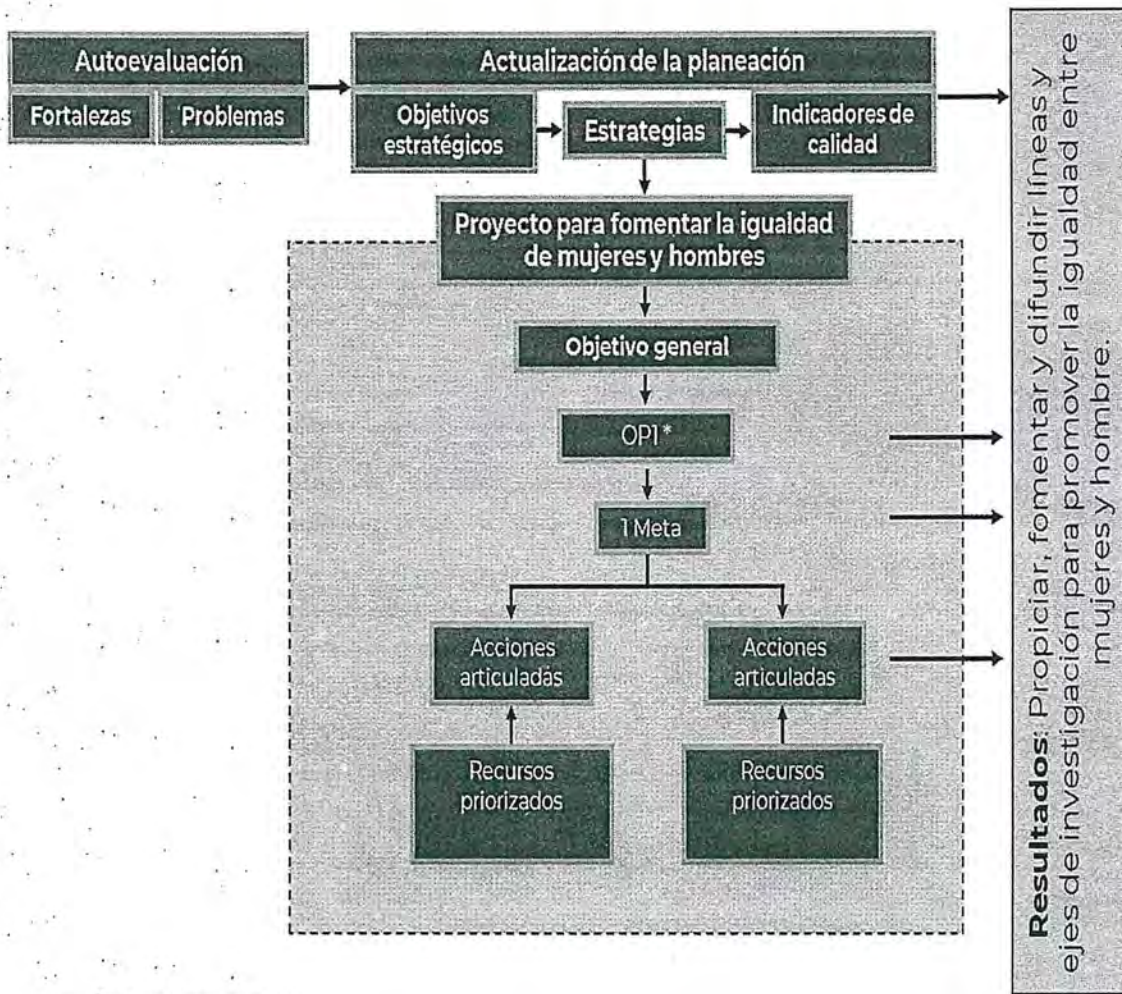 Autoevaluación
Fortalezas
Problemas
Actualización de la planeación
Objetivos
estratégicos
Estrategias
Indicadores de
calidad
Proyecto para fomentar la igualdad
de mujeres y hombres
Objetivo general
OP1 *
1 Meta
Acciones
articuladas
Acciones
articuladas
Recursos
priorizados
Recursos
priorizados
Resultados: Propiciar, fomentar y difundir líneas y
ejes de investigación para promover la igualdad entre
mujeres y hombre.